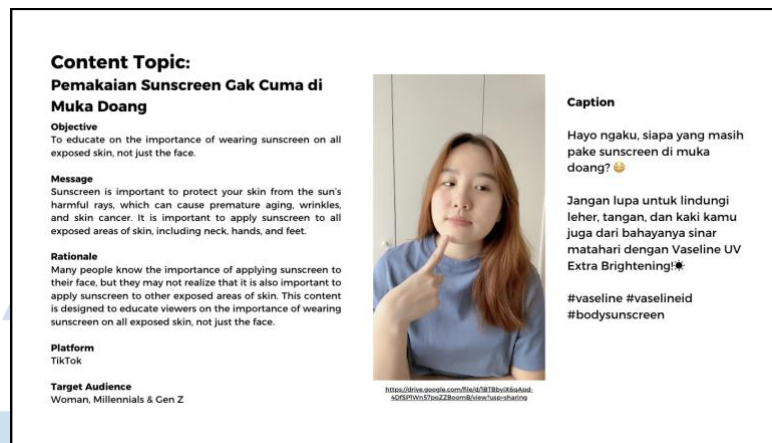 Content Topic:
Pemakaian Sunscreen Gak Cuma di
Muka Doang
Objective
To educate on the importance of wearing sunscreen on all
exposed skin, not just the face.
Message
Sunscreen is important to protect your skin from the sun's
harmful rays, which can cause premature aging, wrinkles,
and skin cancer. It is important to apply sunscreen to all
exposed areas of skin, including neck, hands, and feet.
Rationale
Many people know the importance of applying sunscreen to
their face, but they may not realize that it is also important to
apply sunscreen to other exposed areas of skin. This content
is designed to educate viewers on the importance of wearing
sunscreen on all exposed skin, not just the face.
Platform
TikTok
Target Audience
Woman, Millennials & Gen Z
Caption
Hayo ngaku, siapa yang masih
pake sunscreen di muka
doang? 😳
Jangan lupa untuk lindungi
leher, tangan, dan kaki kamu
juga dari bahayanya sinar
matahari dengan Vaseline UV
Extra Brightening!☀
#vaseline #vaselineid
#bodysunscreen